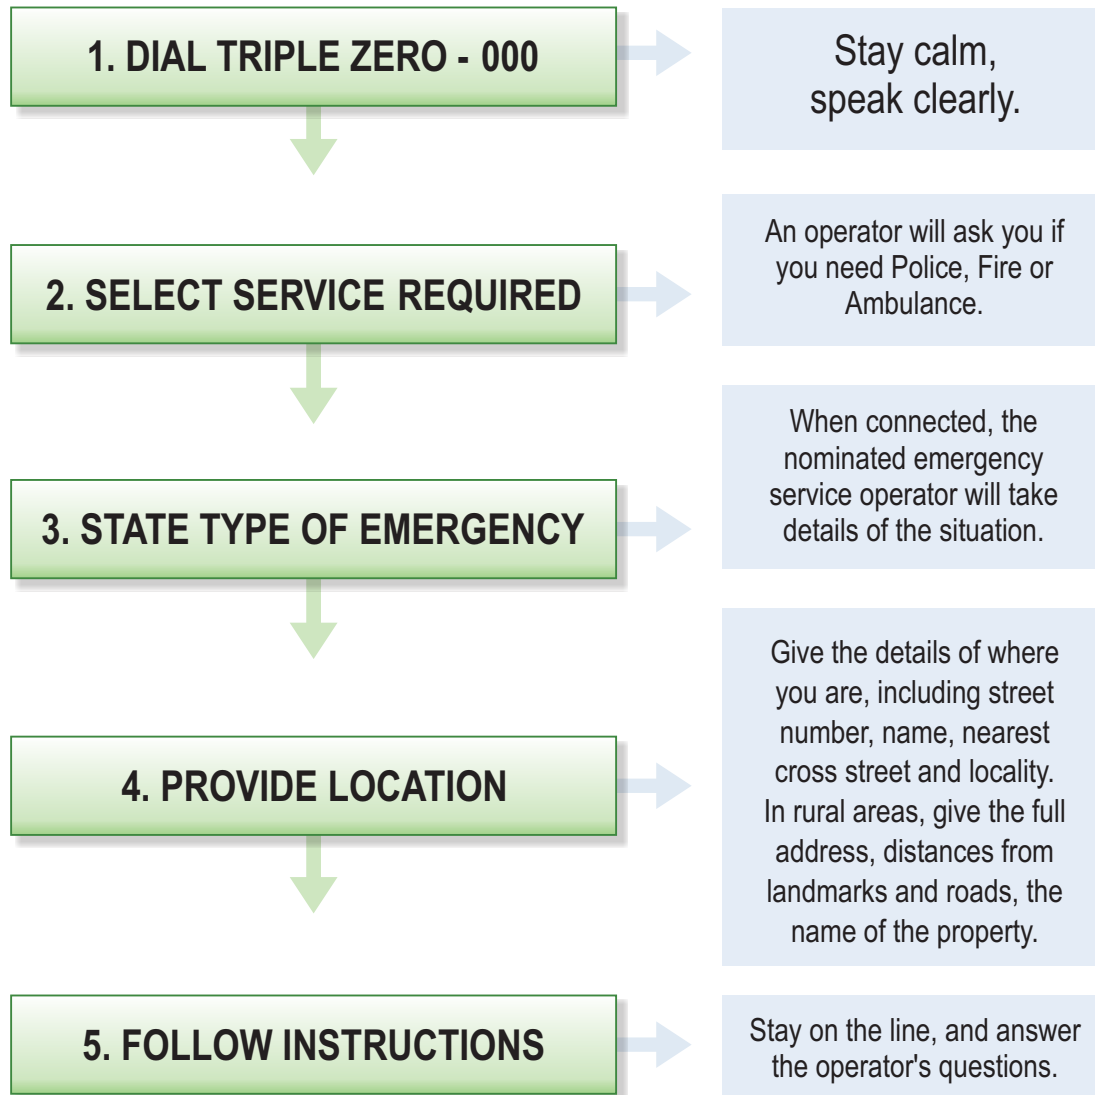 1. DIAL TRIPLE ZERO - 000
Stay calm,
speak clearly.
2. SELECT SERVICE REQUIRED
An operator will ask you if
you need Police, Fire or
Ambulance.
3. STATE TYPE OF EMERGENCY
When connected, the
nominated emergency
service operator will take
details of the situation.
4. PROVIDE LOCATION
Give the details of where
you are, including street
number, name, nearest
cross street and locality.
In rural areas, give the full
address, distances from
landmarks and roads, the
name of the property.
5. FOLLOW INSTRUCTIONS
Stay on the line, and answer
the operator's questions.